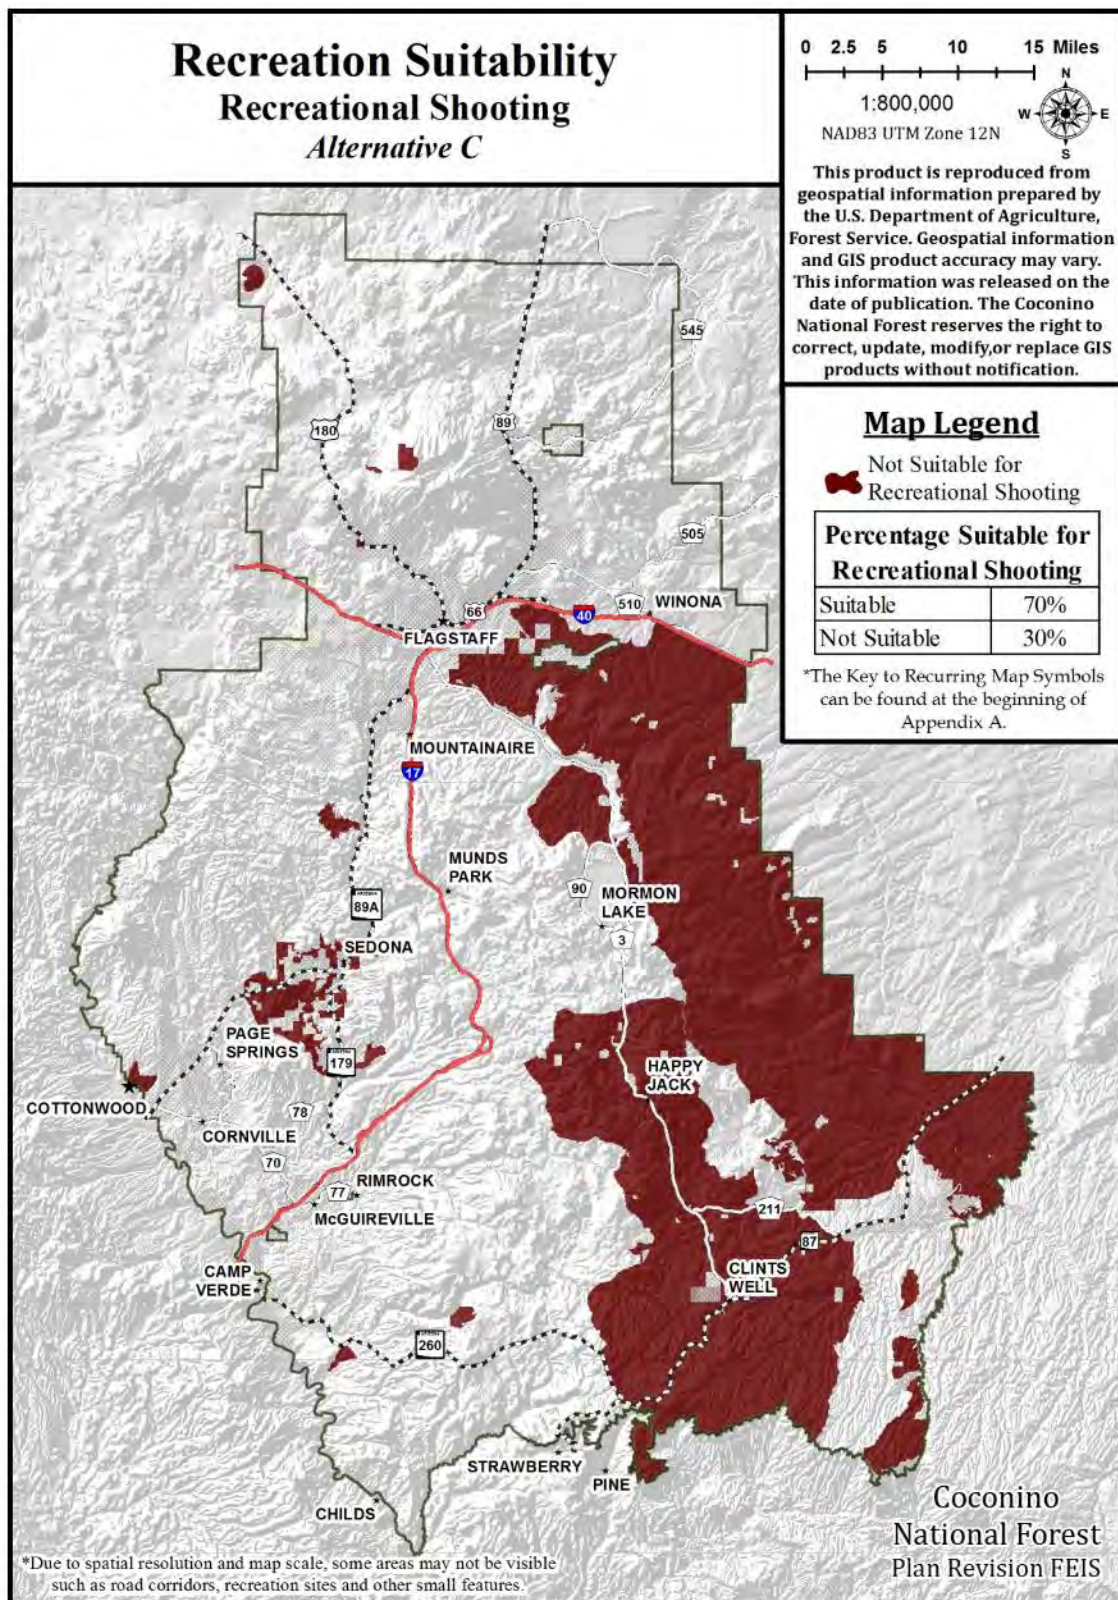 Recreation Suitability
Recreational Shooting
Alternative C
0 2.5 5 10 15 Miles
1:800,000
NAD83 UTM Zone 12N
N
W E
S
This product is reproduced from
geospatial information prepared by
the U.S. Department of Agriculture,
Forest Service. Geospatial information
and GIS product accuracy may vary.
This information was released on the
date of publication. The Coconino
National Forest reserves the right to
correct, update, modify,or replace GIS
products without notification.
Map Legend
Not Suitable for
Recreational Shooting
Percentage Suitable for
Recreational Shooting
Suitable 70%
Not Suitable 30%
*The Key to Recurring Map Symbols
can be found at the beginning of
Appendix A.
545
180
89
505
66
40
510
WINONA
FLAGSTAFF
MOUNTAINAIRE
17
MUNDS
PARK
90
MORMON
LAKE
89A
3
SEDONA
PAGE
SPRINGS
179
HAPPY
JACK
COTTONWOOD
78
CORNVILLE
70
RIMROCK
77
McGUIREVILLE
211
87
CAMP
VERDE
CLINTS
WELL
260
STRAWBERRY
PINE
CHILDS
Coconino
National Forest
Plan Revision FEIS
*Due to spatial resolution and map scale, some areas may not be visible
such as road corridors, recreation sites and other small features.